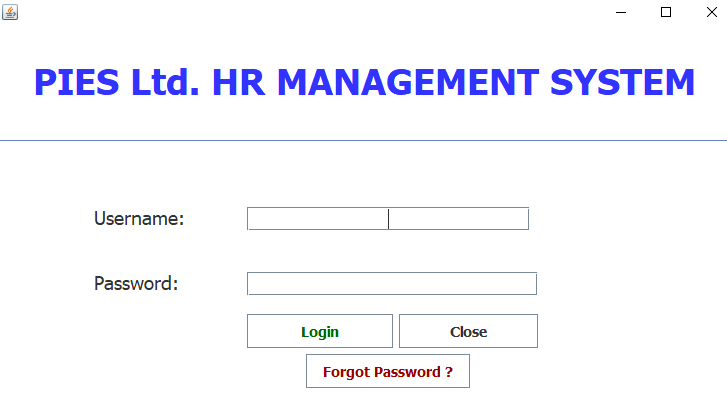 PIES Ltd. HR MANAGEMENT SYSTEM
Username:
Password:
Login Close
Forgot Password ?